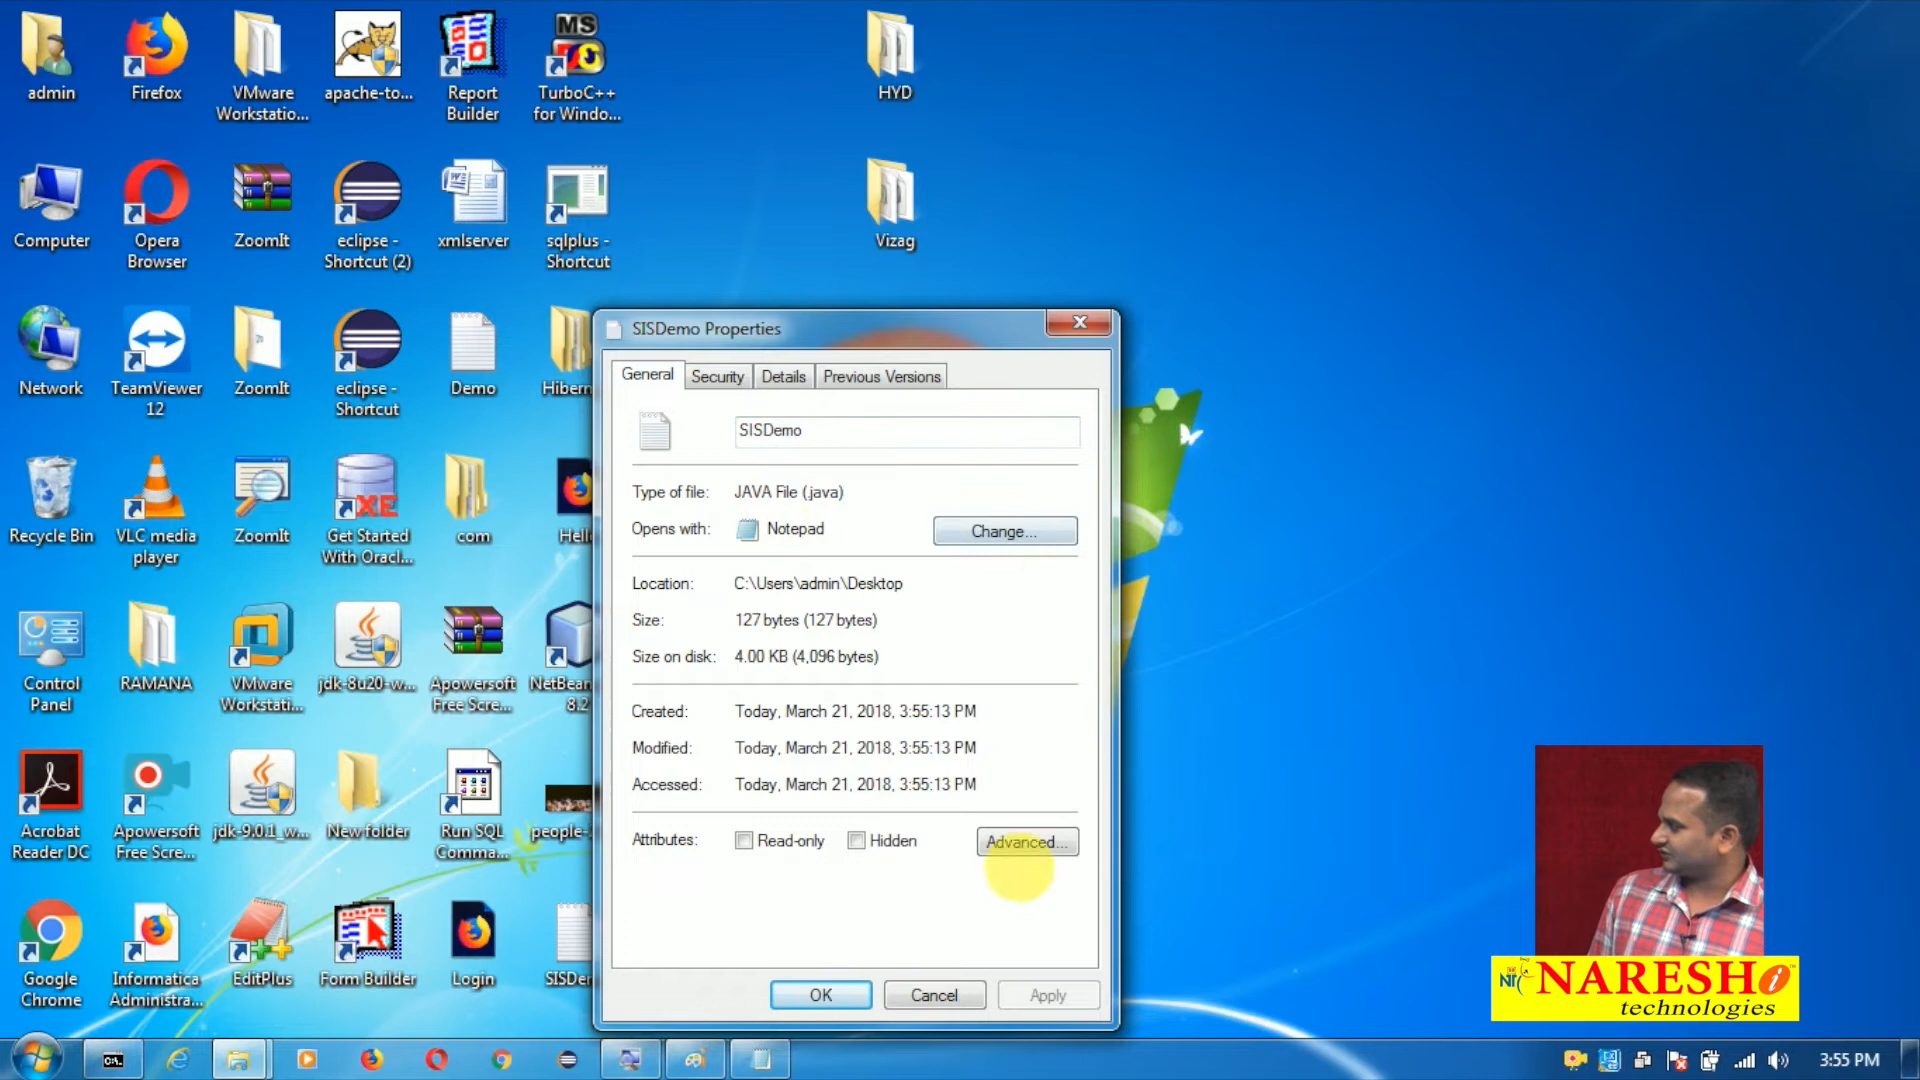 admin
Firefox
VMware
Workstatio...
apache-to...
Report
Builder
MS
TurboC++
for Windo...
HYD
Computer
Opera
Browser
ZoomIt
eclipse -
Shortcut (2)
xmlserver
sqlplus -
Shortcut
Vizag
Network
TeamViewer
12
ZoomIt
eclipse -
Shortcut
Demo
Hibern
Recycle Bin
VLC media
player
ZoomIt
XE
Get Started
With Oracl...
com
Hell
Control
Panel
RAMANA
VMware
Workstati...
jdk-8u20-w...
Apowersoft
Free Scre...
NetBean
8.2
Acrobat
Reader DC
Apowersoft
Free Scre...
jdk-9.0.1_w...
New folder
Run SQL
Comma...
people-
Google
Chrome
Informatica
Administra...
EditPlus
Form Builder
Login
SISDe
SISDemo Properties
General
Security
Details
Previous Versions
SISDemo
Type of file: JAVA File (.java)
Opens with: Notepad
Change...
Location: C:\Users\admin\Desktop
Size: 127 bytes (127 bytes)
Size on disk: 4.00 KB (4,096 bytes)
Created: Today, March 21, 2018, 3:55:13 PM
Modified: Today, March 21, 2018, 3:55:13 PM
Accessed: Today, March 21, 2018, 3:55:13 PM
Attributes: Read-only Hidden
Advanced...
OK
Cancel
Apply
NARESH i
technologies
C:\.
3:55 PM